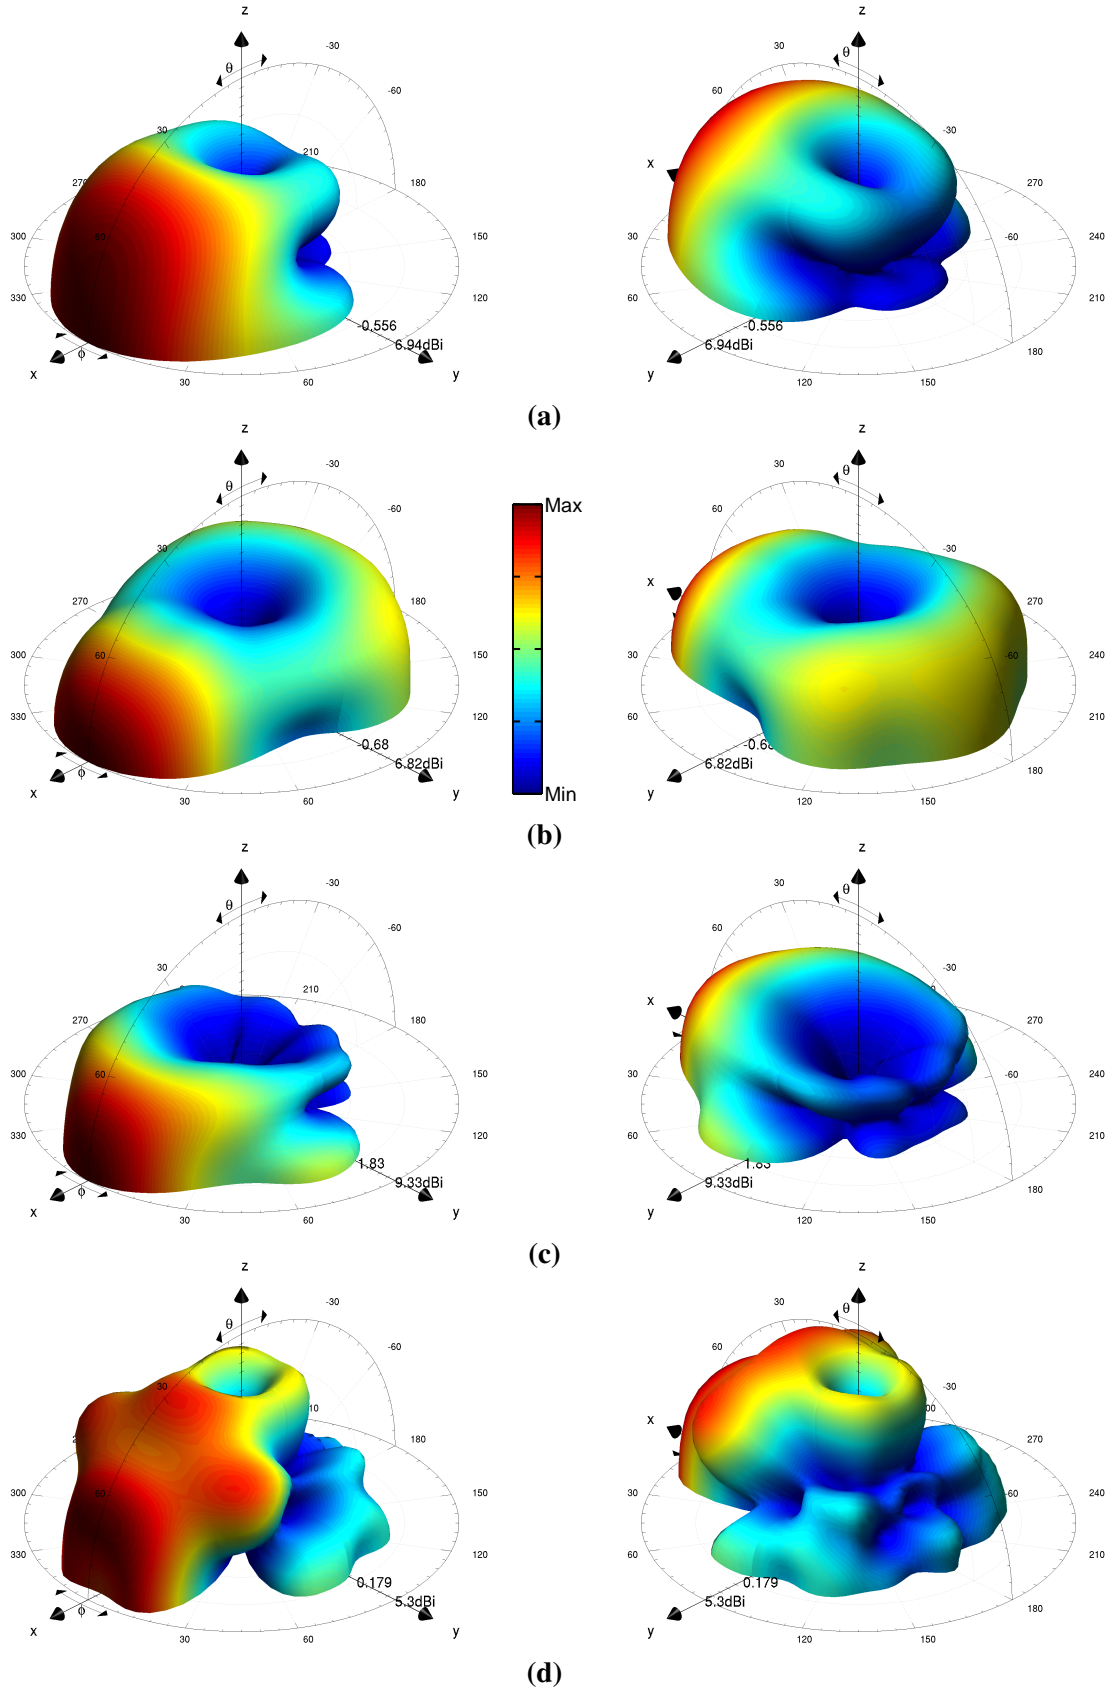 z z
-30 30 θ
θ 60
-60 -30
30 210 x
270 180 270
300 60 150 30 -60 240
330 120 60 210
-0.556 -0.556
6.94dBi 6.94dBi 180
ϕ
x 30 60 y y 120 150
(a)
z z
-30 30 θ
θ 60
-60
Max
30 -30
x
270 180 270
300 60 150 30 -60 240
330 120 60 210
-0.68
6.82dBi 6.82dBi 180
ϕ
x y y
Min
30 60 120 150
(b)
z z
-30 30 θ
θ 60
-60
30 -30
210 x
270 180 270
300 60 150 30 -60 240
330 120 60 210
1.83 1.83
9.33dBi 9.33dBi 180
ϕ
x 30 60 y y 120 150
(c)
z z
-30 30 θ
θ 60
-60
30 -30
x
180 270
300 60 150 60 240
330 120 60 210
0.179 0.179
5.3dBi 5.3dBi 180
ϕ
x 30 60 y y 120 150
(d)